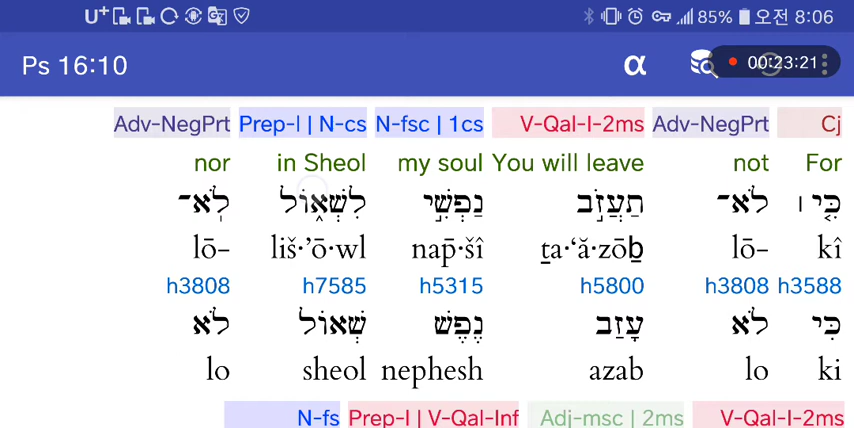 U+ 85% 오전 8:06
Ps 16:10 α 00:23:21
Adv-NegPrt Prep-l | N-cs N-fsc | 1cs V-Qal-I-2ms Adv-NegPrt Cj
nor in Sheol my soul You will leave not For
כִּ֤י ׀ לֹא־ תַעֲזֹ֣ב נַפְשִׁ֣י לִשְׁא֑וֹל לֹֽא־
lō- liš·’ō·wl nap̄·šî ṯa·‘ă·zōḇ lō- kî
h3808 h7585 h5315 h5800 h3808 h3588
כִּי לֹא עָזַב נֶפֶשׁ שְׁאוֹל לֹא
lo sheol nephesh azab lo ki
N-fs Prep-l | V-Qal-Inf Adj-msc | 2ms V-Qal-I-2ms